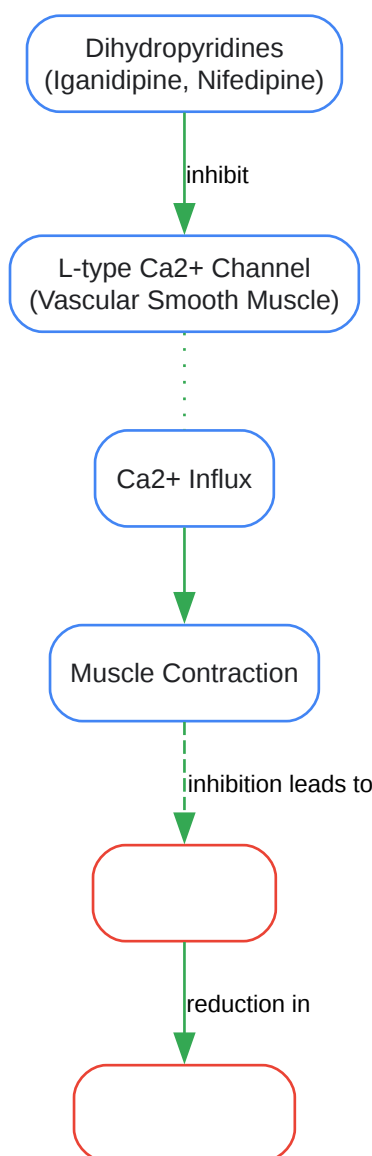 Dihydropyridines
(Iganidipine, Nifedipine)
inhibit
L-type Ca2+ Channel
(Vascular Smooth Muscle)
Ca2+ Influx
Muscle Contraction
inhibition leads to
reduction in